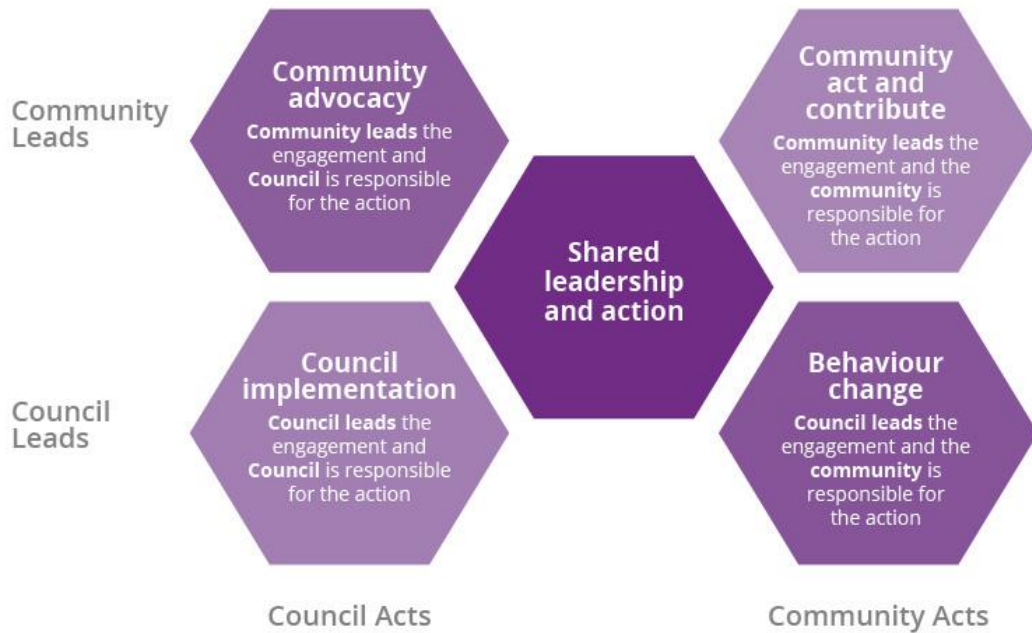 Community
Leads
Community
advocacy
Community leads the
engagement and
Council is responsible
for the action
Community
act and
contribute
Community leads the
engagement and the
community is
responsible for
the action
Shared
leadership
and action
Council
Leads
Council
implementation
Council leads the
engagement and
Council is responsible
for the action
Behaviour
change
Council leads the
engagement and the
community is
responsible for
the action
Council Acts
Community Acts